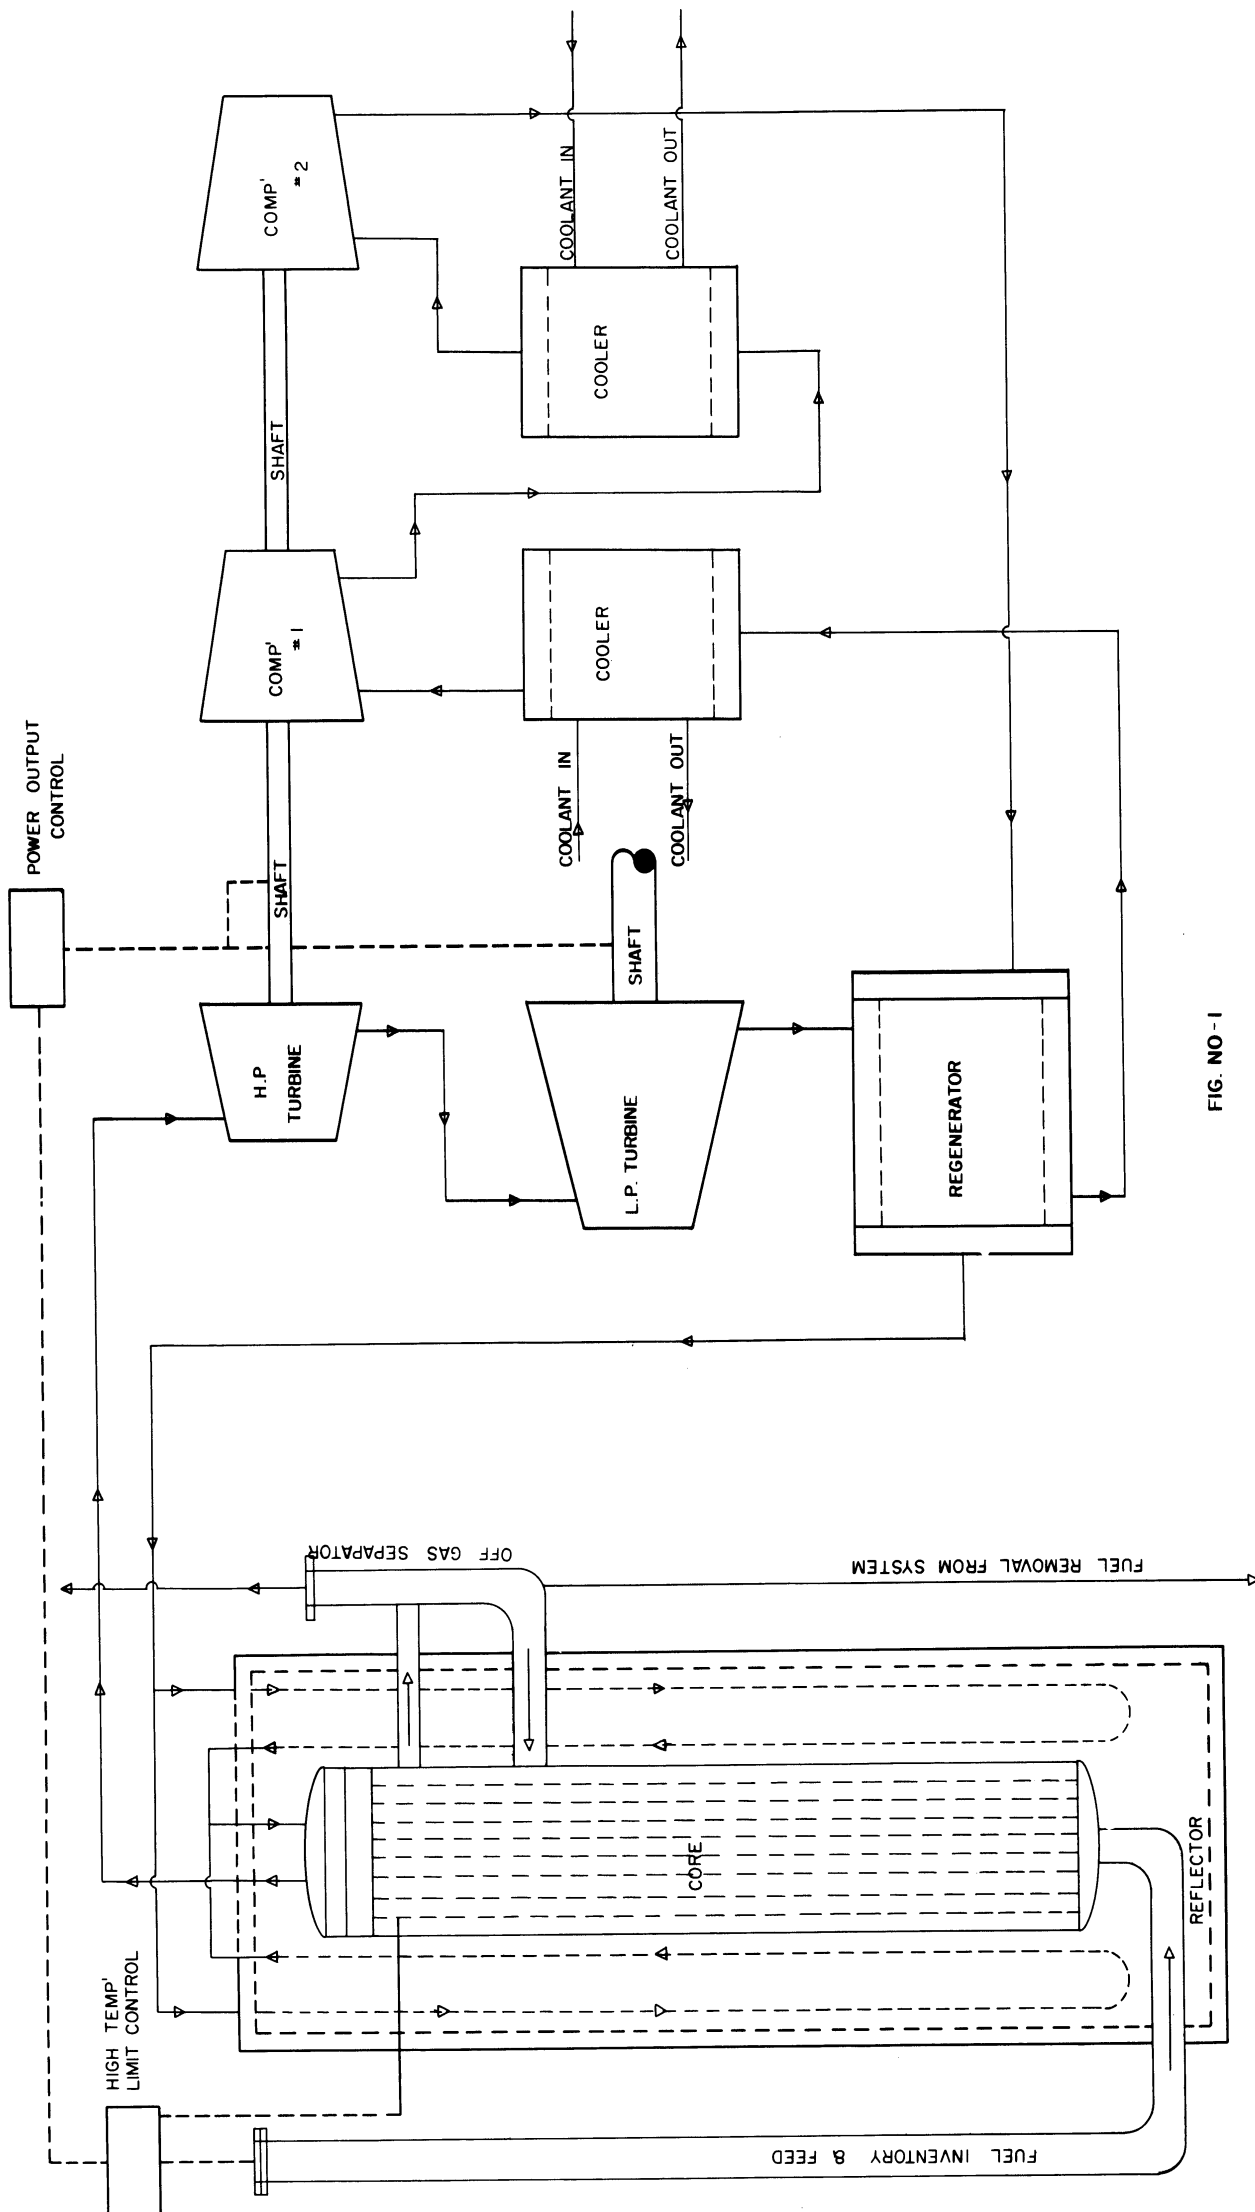 HIGH TEMP'
LIMIT CONTROL
POWER OUTPUT
CONTROL
FUEL INVENTORY & FEED
REFLECTOR
CORE
OFF GAS SEPARATOR
FUEL REMOVAL FROM SYSTEM
H.P
TURBINE
SHAFT
COMP'
# 1
SHAFT
COMP'
# 2
L.P. TURBINE
SHAFT
COOLANT IN
COOLANT OUT
COOLER
COOLER
COOLANT IN
COOLANT OUT
REGENERATOR
FIG. NO-1